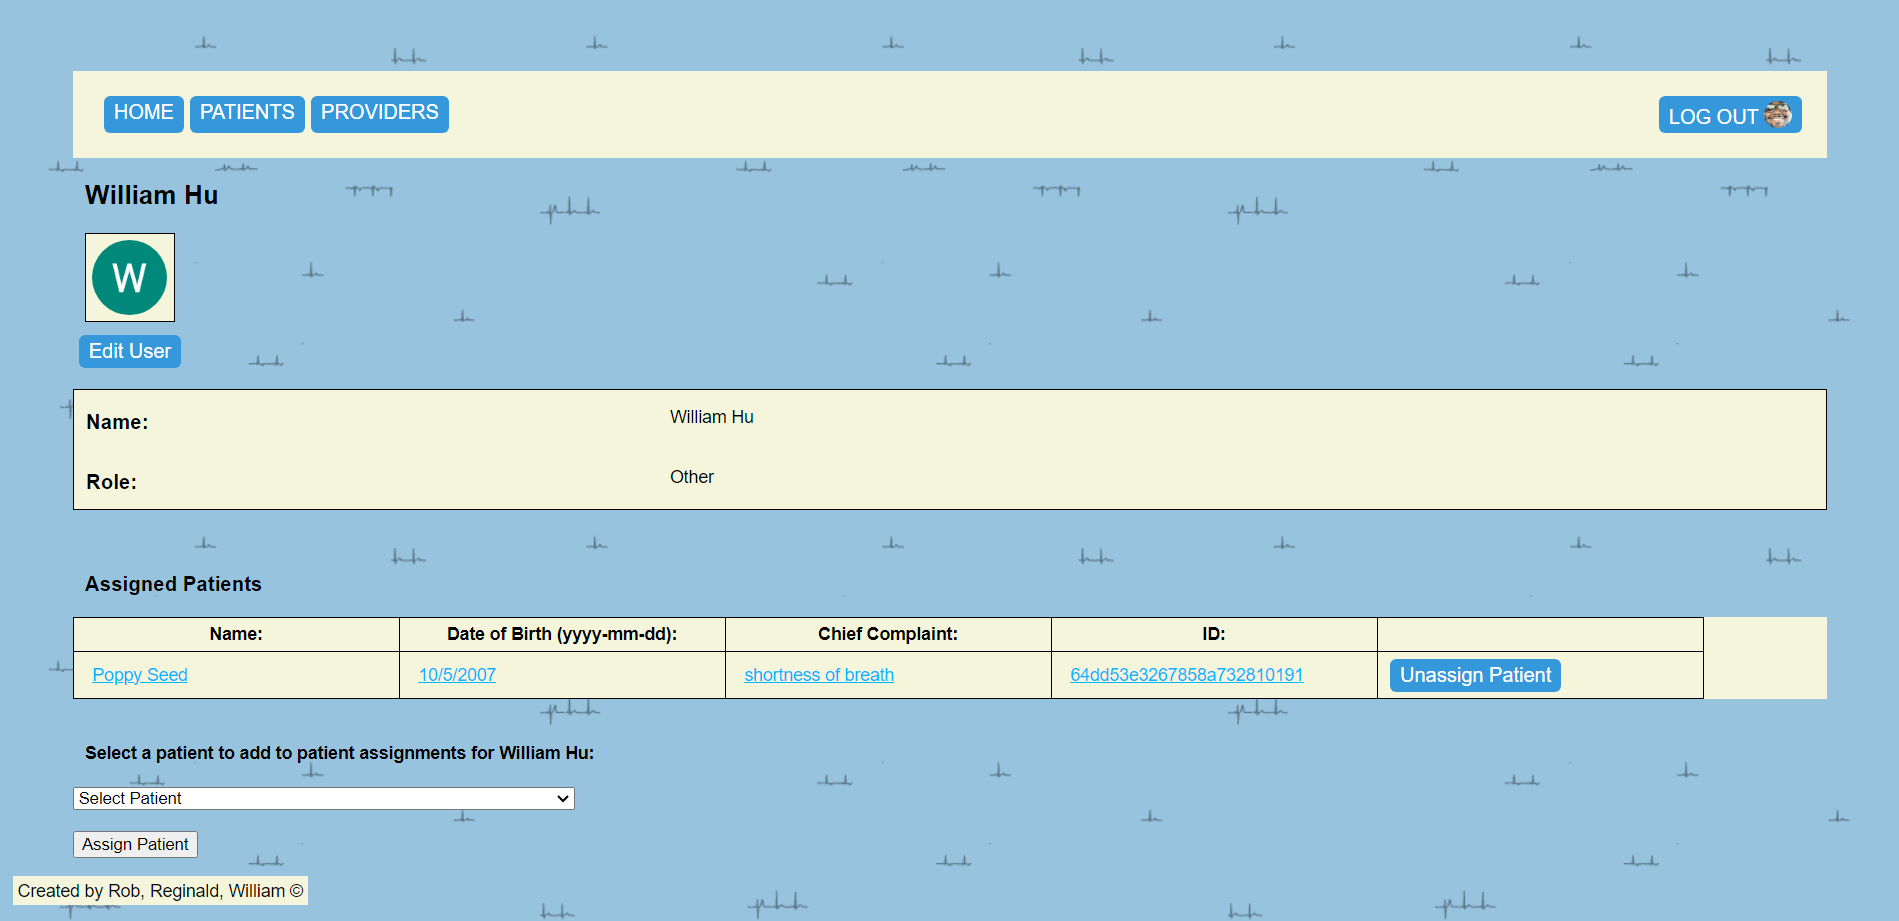 HOME PATIENTS PROVIDERS LOG OUT
William Hu
W
Edit User
Name: William Hu
Role: Other
Assigned Patients
Name: Date of Birth (yyyy-mm-dd): Chief Complaint: ID:
Poppy Seed 10/5/2007 shortness of breath 64dd53e3267858a732810191 Unassign Patient
Select a patient to add to patient assignments for William Hu:
Select Patient
Assign Patient
Created by Rob, Reginald, William ©